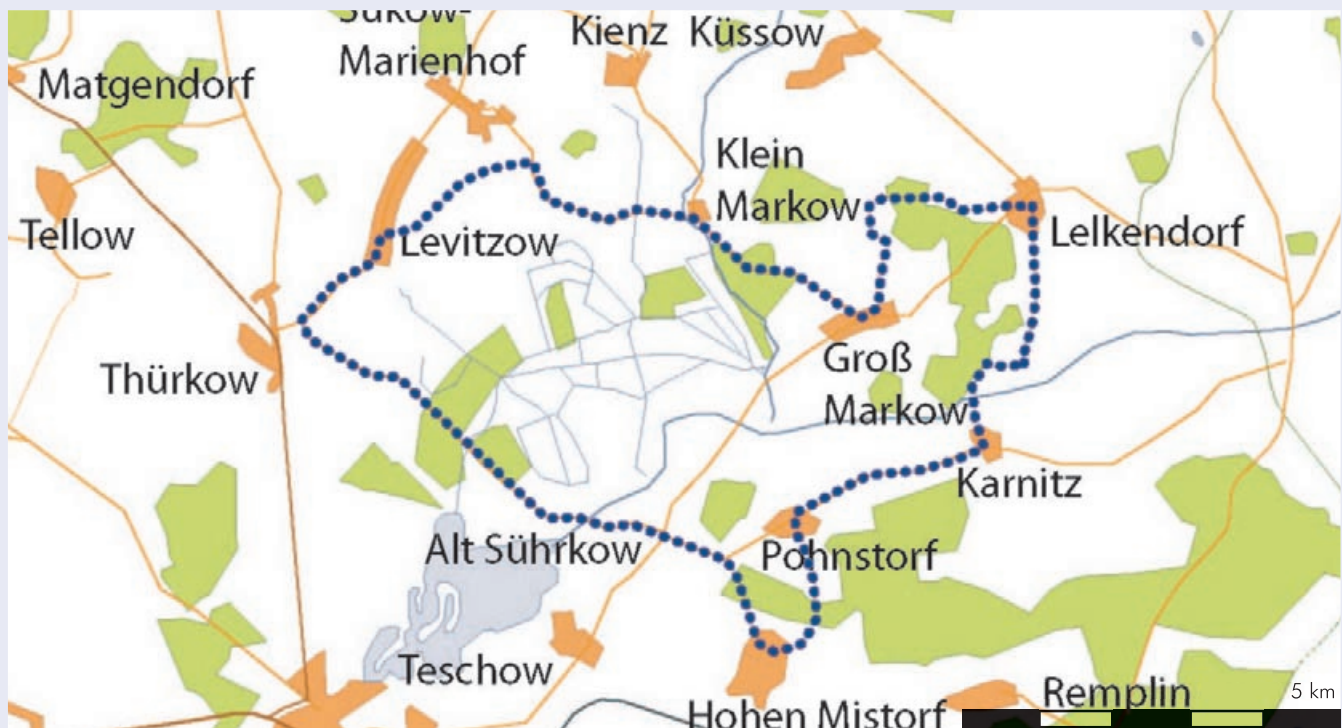 Sukow-
Marienhof
Kienz
Küssow
Matgendorf
Klein
Markow
Tellow
Levitzow
Lelkendorf
Thürkow
Groß
Markow
Karnitz
Alt Sührkow
Pohnstorf
Teschow
Hohen Mistorf
Remplin
5 km